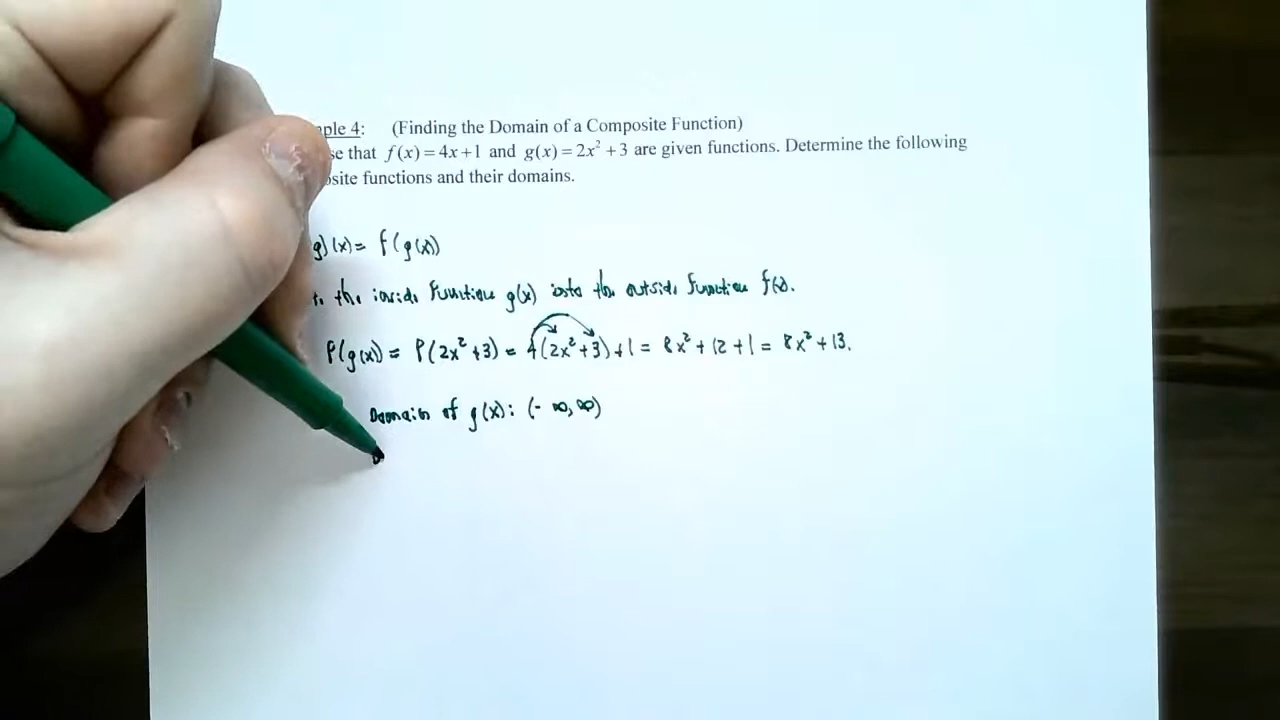 ple 4: (Finding the Domain of a Composite Function)
se that f(x) = 4x+1 and g(x) = 2x² + 3 are given functions. Determine the following
site functions and their domains.
g)(x) = f(g(x))
the inside function g(x) into the outside function f(x).
f(g(x)) = f(2x² + 3) = 4(2x² + 3) + 1 = 8x² + 12 + 1 = 8x² + 13.
Domain of g(x): (-∞, ∞)